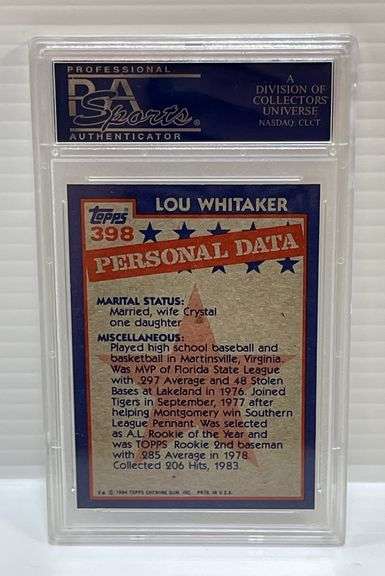 PROFESSIONAL
PSA
Sports®
AUTHENTICATOR
A
DIVISION OF
COLLECTORS
UNIVERSE
NASDAQ: CLCT
Topps
LOU WHITAKER
398
PERSONAL DATA
MARITAL STATUS:
Married, wife Crystal
one daughter
MISCELLANEOUS:
Played high school baseball and
basketball in Martinsville, Virginia.
Was MVP of Florida State League
with .297 Average and 48 Stolen
Bases at Lakeland in 1976. Joined
Tigers in September, 1977 after
helping Montgomery win Southern
League Pennant. Was selected
as A.L. Rookie of the Year and
was TOPPS Rookie 2nd baseman
with .285 Average in 1978.
Collected 206 Hits, 1983.
© 1984 TOPPS CHEWING GUM, INC. PRTD. IN U.S.A.